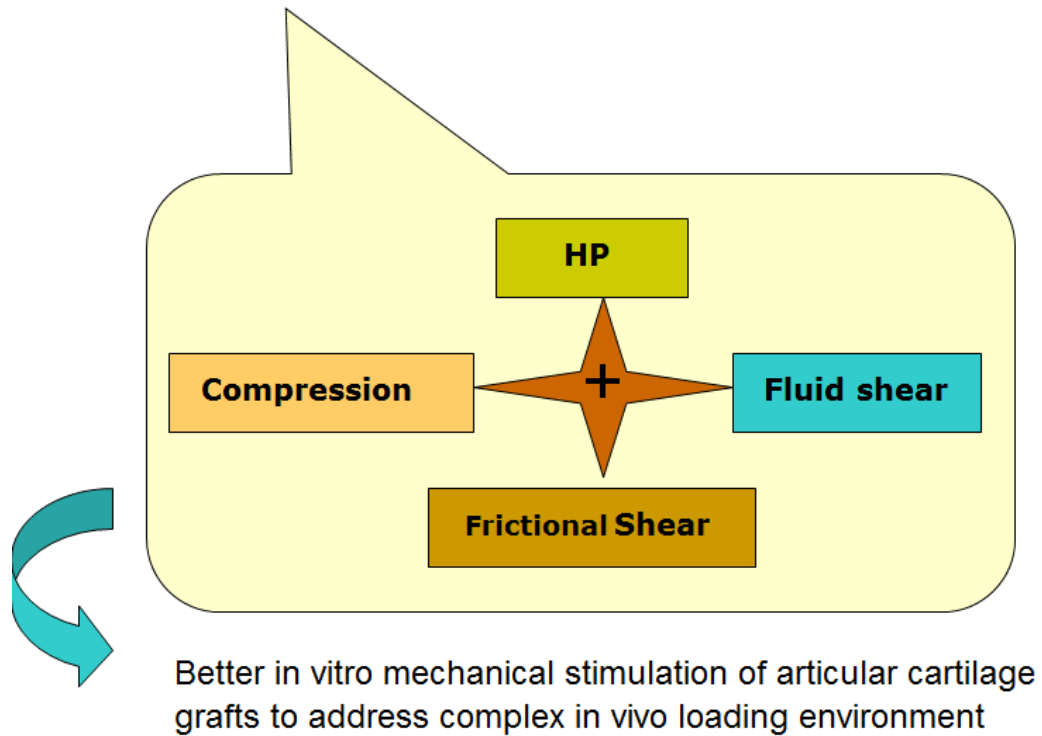 HP
Compression
+
Fluid shear
Frictional Shear
Better in vitro mechanical stimulation of articular cartilage
grafts to address complex in vivo loading environment